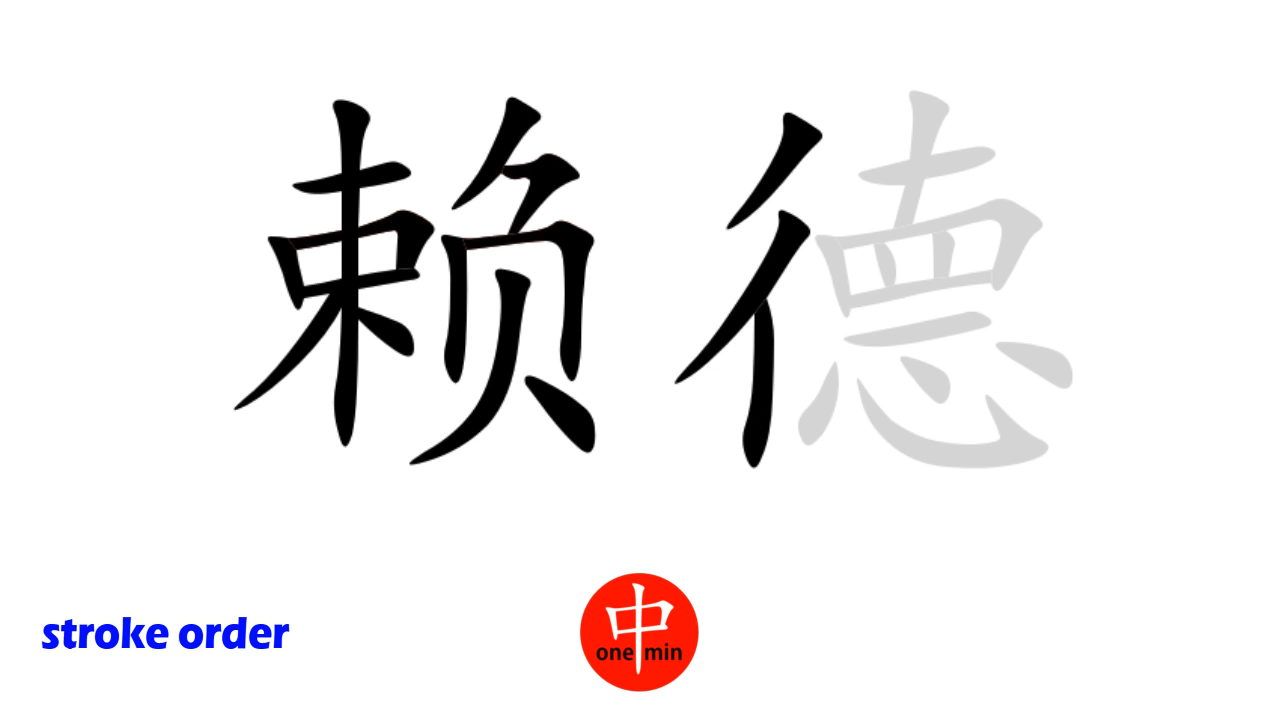 赖德
stroke order
中
one min